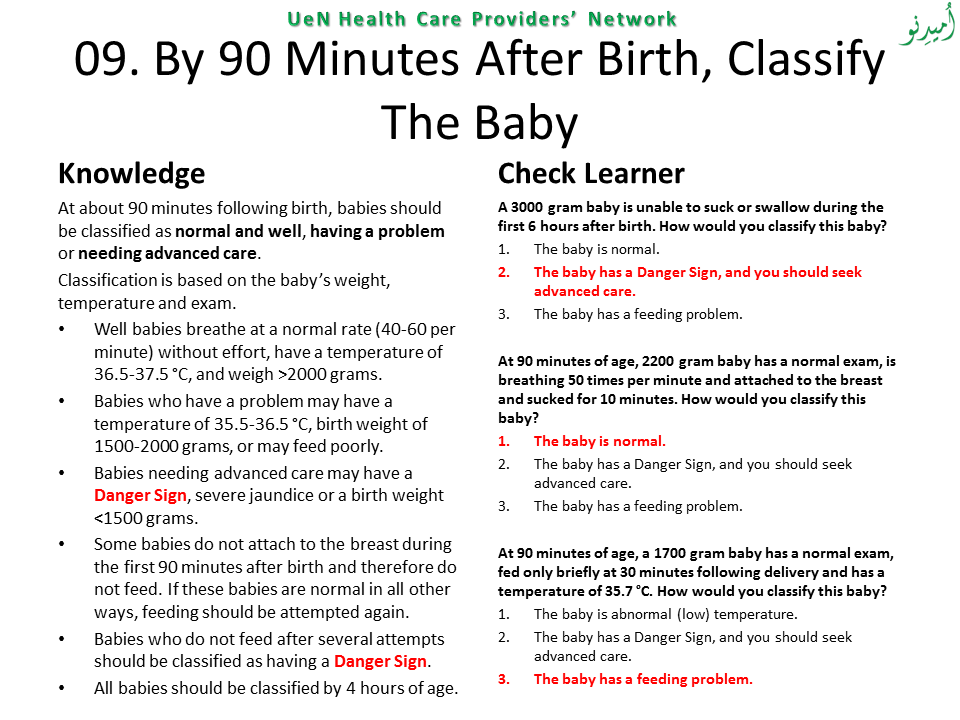 UeN Health Care Providers’ Network
اُمیدِنو
09. By 90 Minutes After Birth, Classify
The Baby
Knowledge
At about 90 minutes following birth, babies should
be classified as normal and well, having a problem
or needing advanced care.
Classification is based on the baby’s weight,
temperature and exam.
• Well babies breathe at a normal rate (40-60 per
minute) without effort, have a temperature of
36.5-37.5 °C, and weigh >2000 grams.
• Babies who have a problem may have a
temperature of 35.5-36.5 °C, birth weight of
1500-2000 grams, or may feed poorly.
• Babies needing advanced care may have a
Danger Sign, severe jaundice or a birth weight
<1500 grams.
• Some babies do not attach to the breast during
the first 90 minutes after birth and therefore do
not feed. If these babies are normal in all other
ways, feeding should be attempted again.
• Babies who do not feed after several attempts
should be classified as having a Danger Sign.
• All babies should be classified by 4 hours of age.
Check Learner
A 3000 gram baby is unable to suck or swallow during the
first 6 hours after birth. How would you classify this baby?
1. The baby is normal.
2. The baby has a Danger Sign, and you should seek
advanced care.
3. The baby has a feeding problem.
At 90 minutes of age, 2200 gram baby has a normal exam, is
breathing 50 times per minute and attached to the breast
and sucked for 10 minutes. How would you classify this
baby?
1. The baby is normal.
2. The baby has a Danger Sign, and you should seek
advanced care.
3. The baby has a feeding problem.
At 90 minutes of age, a 1700 gram baby has a normal exam,
fed only briefly at 30 minutes following delivery and has a
temperature of 35.7 °C. How would you classify this baby?
1. The baby is abnormal (low) temperature.
2. The baby has a Danger Sign, and you should seek
advanced care.
3. The baby has a feeding problem.